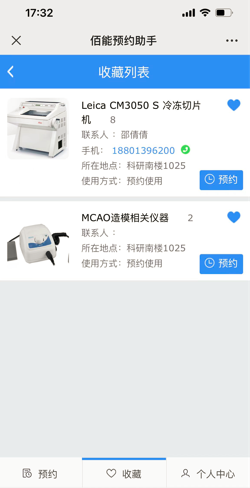 17:32
佰能预约助手
收藏列表
Leica CM3050 S 冷冻切片
机 8
联系人：邵倩倩
手机： 18801396200
所在地点：科研南楼1025
使用方式：预约使用
预约
MCAO造模相关仪器 2
联系人：
所在地点：科研南楼1025
使用方式：预约使用
预约
预约 收藏 个人中心